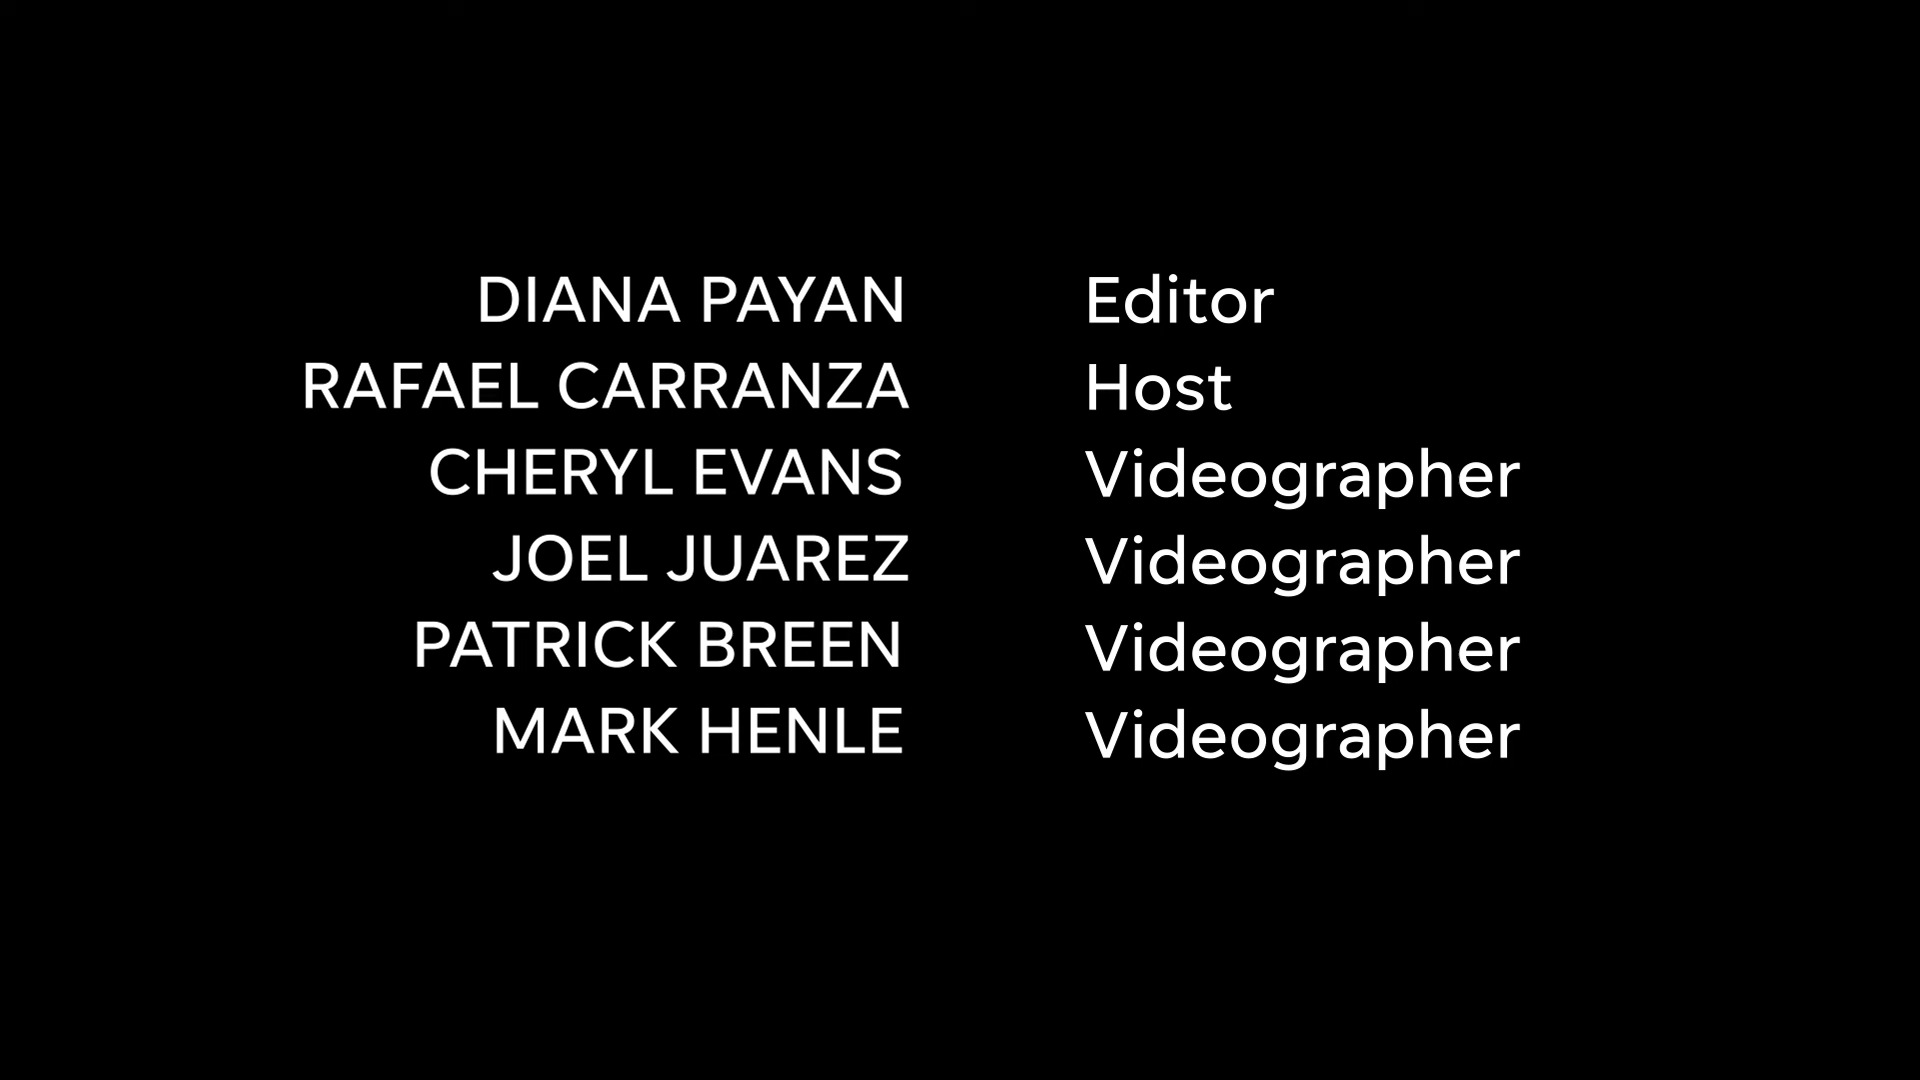 DIANA PAYAN Editor
RAFAEL CARRANZA Host
CHERYL EVANS Videographer
JOEL JUAREZ Videographer
PATRICK BREEN Videographer
MARK HENLE Videographer